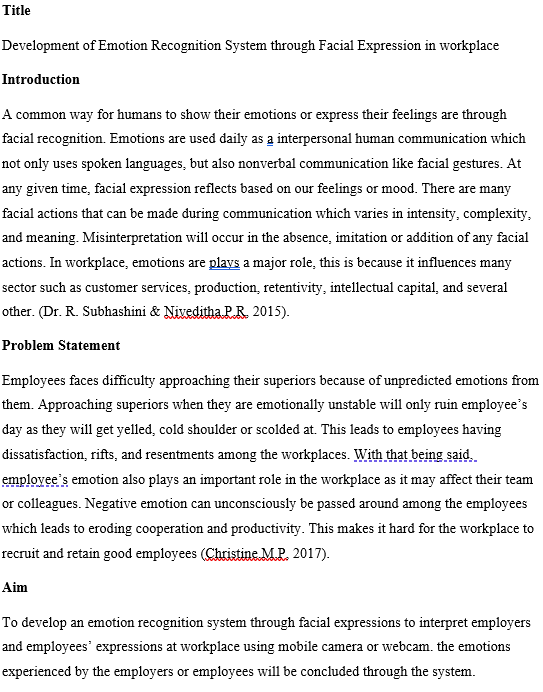 Title
Development of Emotion Recognition System through Facial Expression in workplace
Introduction
A common way for humans to show their emotions or express their feelings are through
facial recognition. Emotions are used daily as a interpersonal human communication which
not only uses spoken languages, but also nonverbal communication like facial gestures. At
any given time, facial expression reflects based on our feelings or mood. There are many
facial actions that can be made during communication which varies in intensity, complexity,
and meaning. Misinterpretation will occur in the absence, imitation or addition of any facial
actions. In workplace, emotions are plays a major role, this is because it influences many
sector such as customer services, production, retentivity, intellectual capital, and several
other. (Dr. R. Subhashini & Niveditha.P.R, 2015).
Problem Statement
Employees faces difficulty approaching their superiors because of unpredicted emotions from
them. Approaching superiors when they are emotionally unstable will only ruin employee’s
day as they will get yelled, cold shoulder or scolded at. This leads to employees having
dissatisfaction, rifts, and resentments among the workplaces. With that being said,
employee’s emotion also plays an important role in the workplace as it may affect their team
or colleagues. Negative emotion can unconsciously be passed around among the employees
which leads to eroding cooperation and productivity. This makes it hard for the workplace to
recruit and retain good employees (Christine.M.P, 2017).
Aim
To develop an emotion recognition system through facial expressions to interpret employers
and employees’ expressions at workplace using mobile camera or webcam. the emotions
experienced by the employers or employees will be concluded through the system.